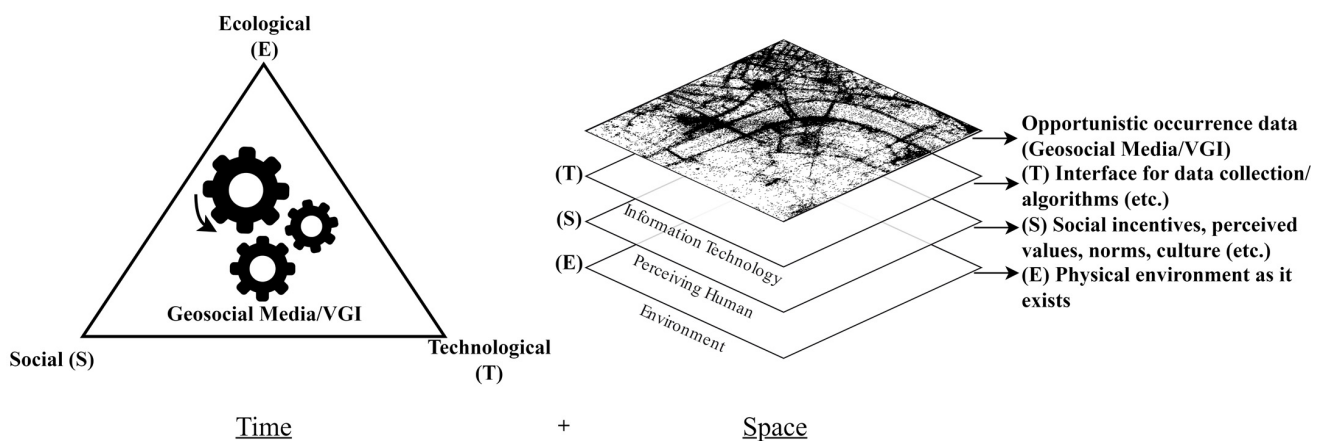 Ecological
(E)
Geosocial Media/VGI
Social (S)
Technological
(T)
Time
+
Space
(T)
(S)
(E)
Information Technology
Perceiving Human
Environment
Opportunistic occurrence data
(Geosocial Media/VGI)
(T) Interface for data collection/
algorithms (etc.)
(S) Social incentives, perceived
values, norms, culture (etc.)
(E) Physical environment as it
exists